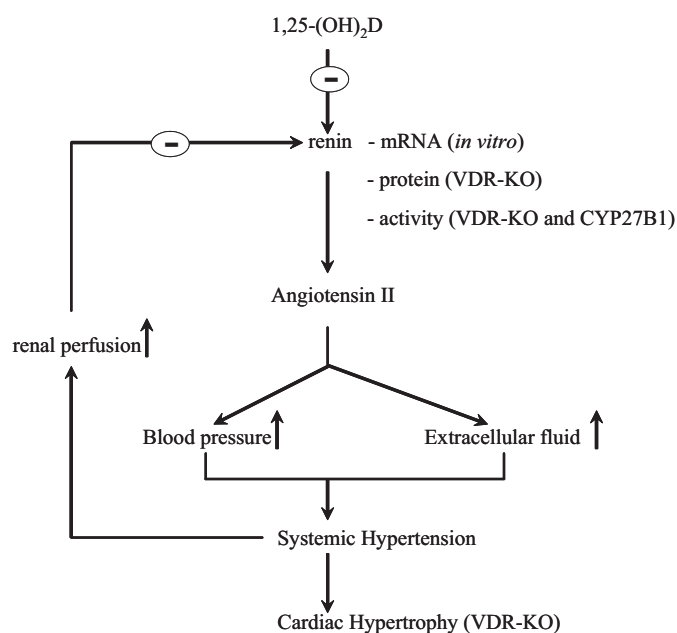 1,25-(OH)₂D
-
- renin - mRNA (in vitro)
- protein (VDR-KO)
- activity (VDR-KO and CYP27B1)
Angiotensin II
renal perfusion
Blood pressure Extracellular fluid
Systemic Hypertension
Cardiac Hypertrophy (VDR-KO)